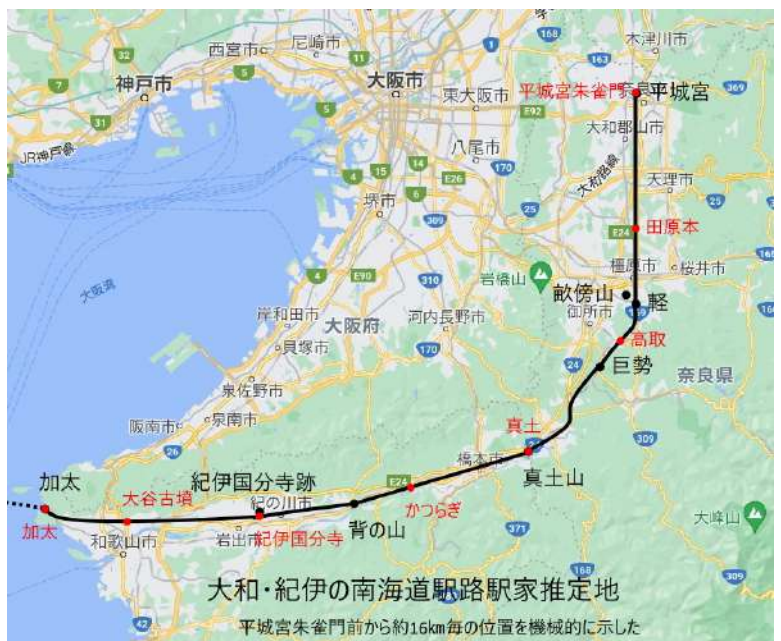 木津川市
西宮市
尼崎市
神戸市
大阪市
東大阪市
平城宮朱雀門
平城宮
大和郡山市
八尾市
JR神戸線
大和路線
天理市
堺市
田原本
橿原市
桜井市
岩橋山
大阪湾
畝傍山
軽
岸和田市
大阪府
河内長野市
御所市
高取
貝塚市
巨勢
奈良県
泉佐野市
阪南市
泉南市
真土
橋本市
真土山
加太
大谷古墳
紀伊国分寺跡
紀の川市
かつらぎ
背の山
加太
和歌山市
岩出市
紀伊国分寺
大峰山
大和・紀伊の南海道駅路駅家推定地
平城宮朱雀門前から約16km毎の位置を機械的に示した